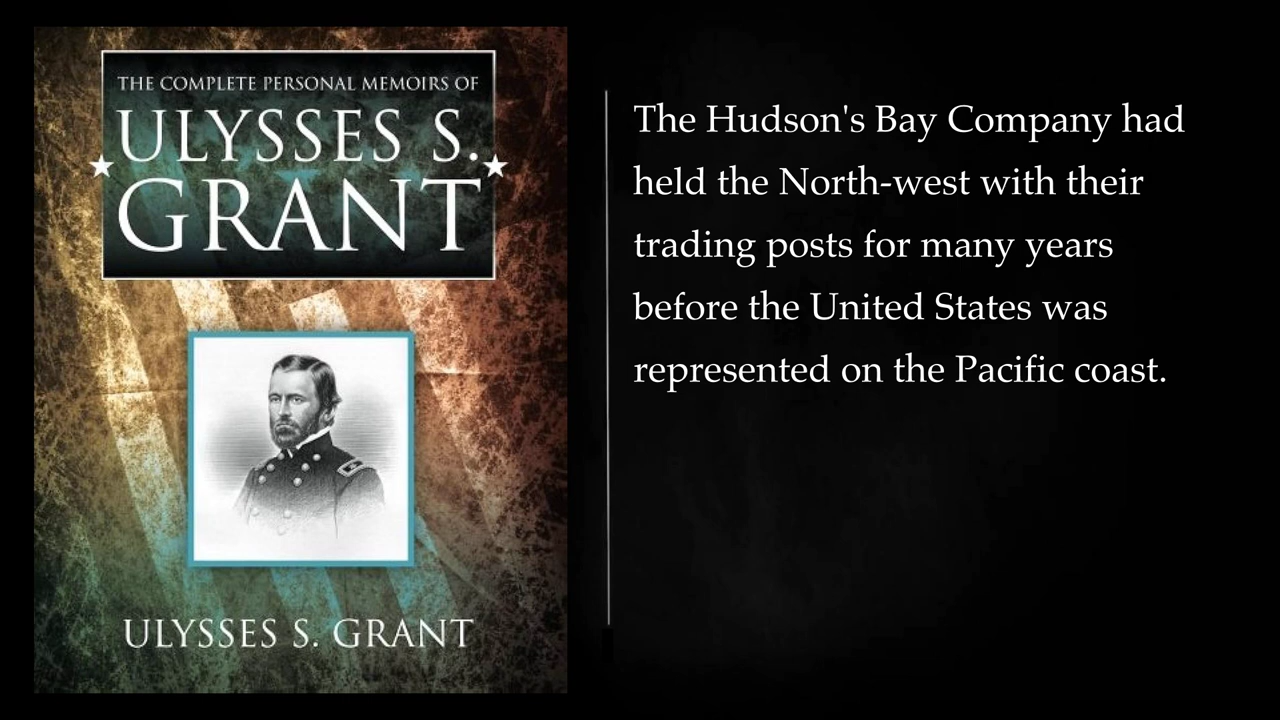 THE COMPLETE PERSONAL MEMOIRS OF
ULYSSES S.
GRANT
ULYSSES S. GRANT
The Hudson's Bay Company had
held the North-west with their
trading posts for many years
before the United States was
represented on the Pacific coast.